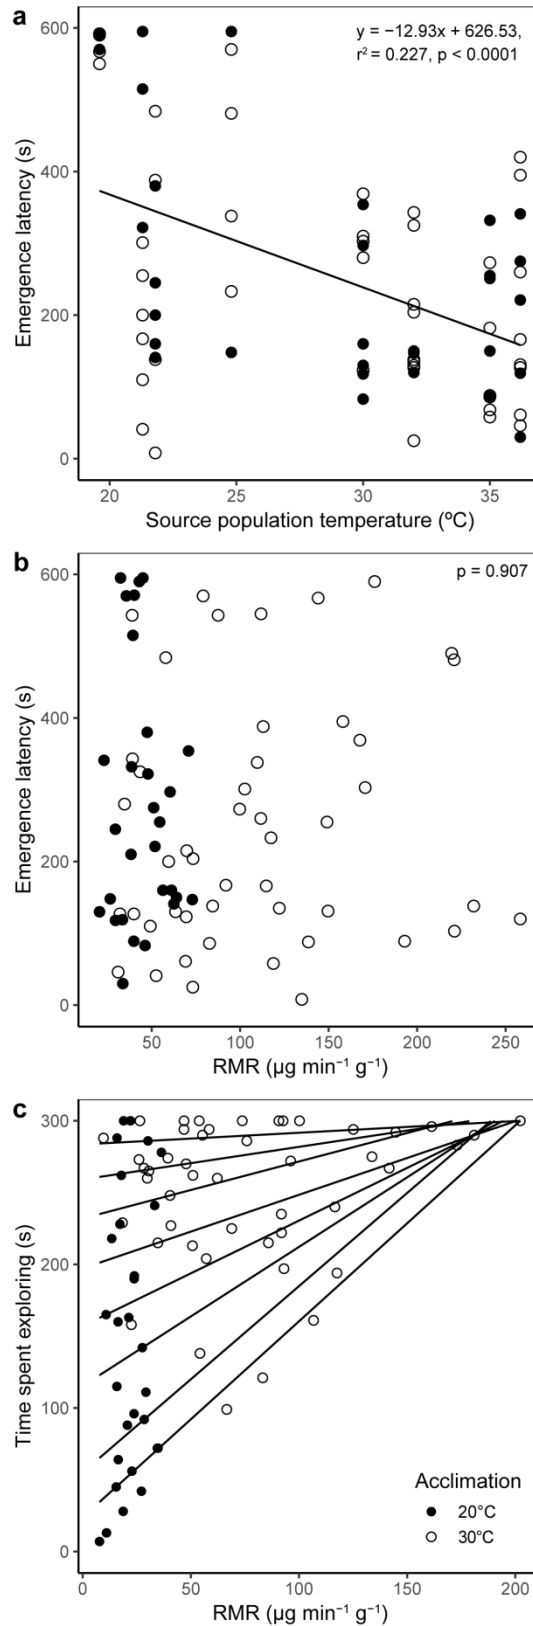 a
y = −12.93x + 626.53,
r² = 0.227, p < 0.0001
Emergence latency (s)
600
400
200
0
20 25 30 35
Source population temperature (ºC)
b
p = 0.907
Emergence latency (s)
600
400
200
0
50 100 150 200 250
RMR (µg min⁻¹ g⁻¹)
c
Time spent exploring (s)
300
200
100
0
Acclimation
20°C
30°C
0 50 100 150 200
RMR (µg min⁻¹ g⁻¹)